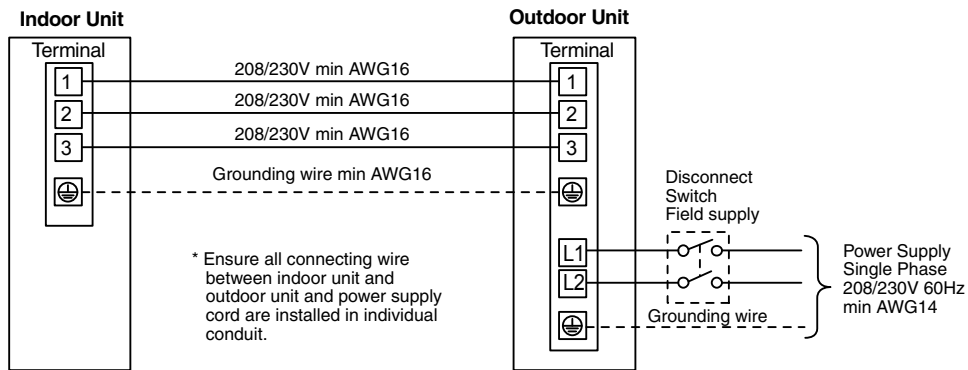 Indoor Unit
Outdoor Unit
Terminal
Terminal
1
208/230V min AWG16
1
2
208/230V min AWG16
2
3
208/230V min AWG16
3
Grounding wire min AWG16
Disconnect
Switch
Field supply
* Ensure all connecting wire
between indoor unit and
outdoor unit and power supply
cord are installed in individual
conduit.
L1
L2
Grounding wire
Power Supply
Single Phase
208/230V 60Hz
min AWG14